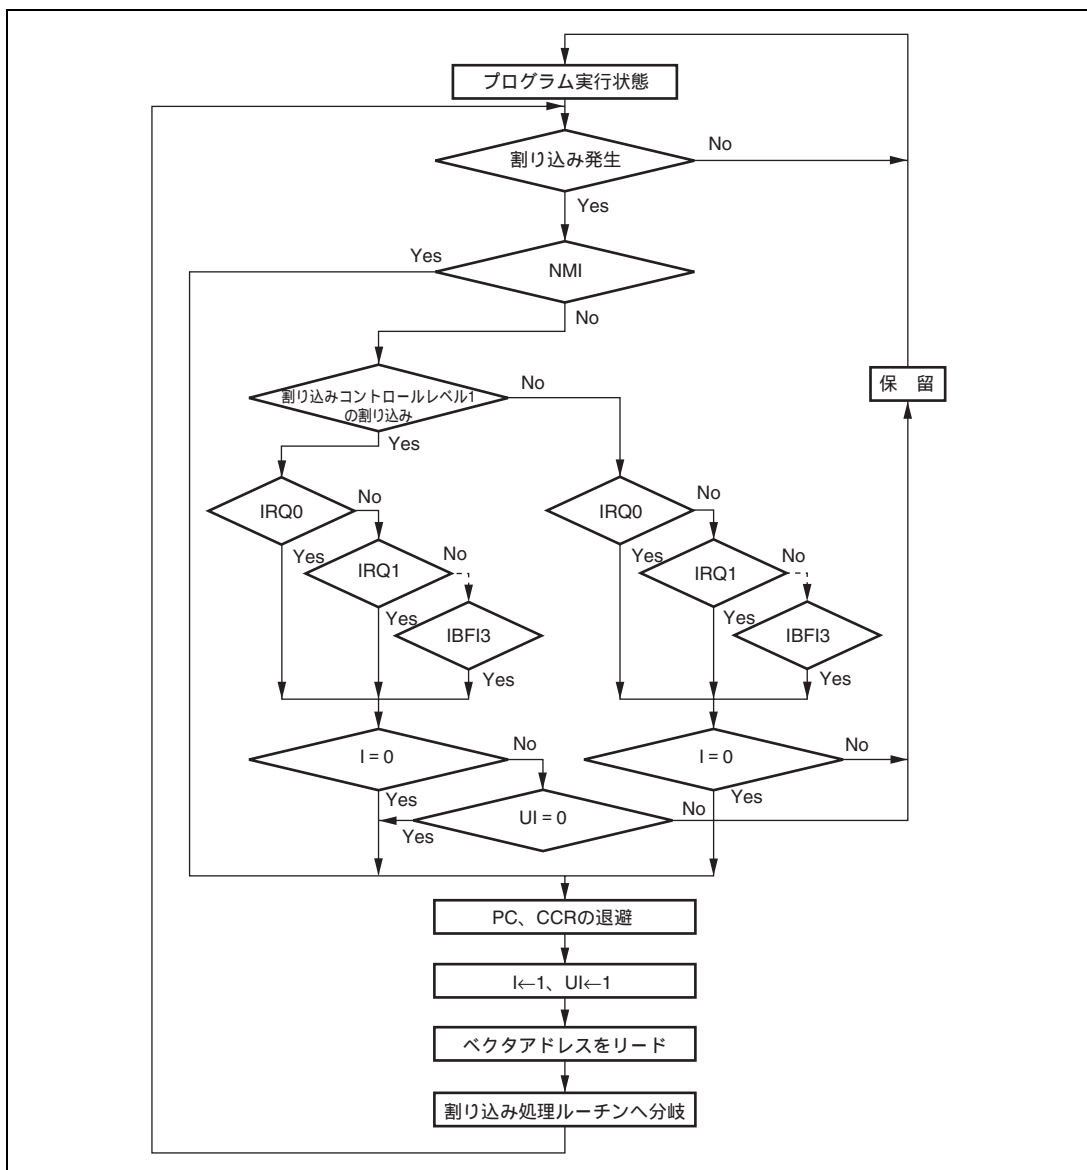 プログラム実行状態
割り込み発生
No
Yes
Yes
NMI
No
割り込みコントロールレベル1
の割り込み
No
Yes
保 留
IRQ0
No
Yes
IRQ1
No
Yes
IBFI3
Yes
IRQ0
No
Yes
IRQ1
No
Yes
IBFI3
Yes
I = 0
No
Yes
I = 0
No
Yes
UI = 0
Yes
No
PC、CCRの退避
I←1、UI←1
ベクタアドレスをリード
割り込み処理ルーチンへ分岐